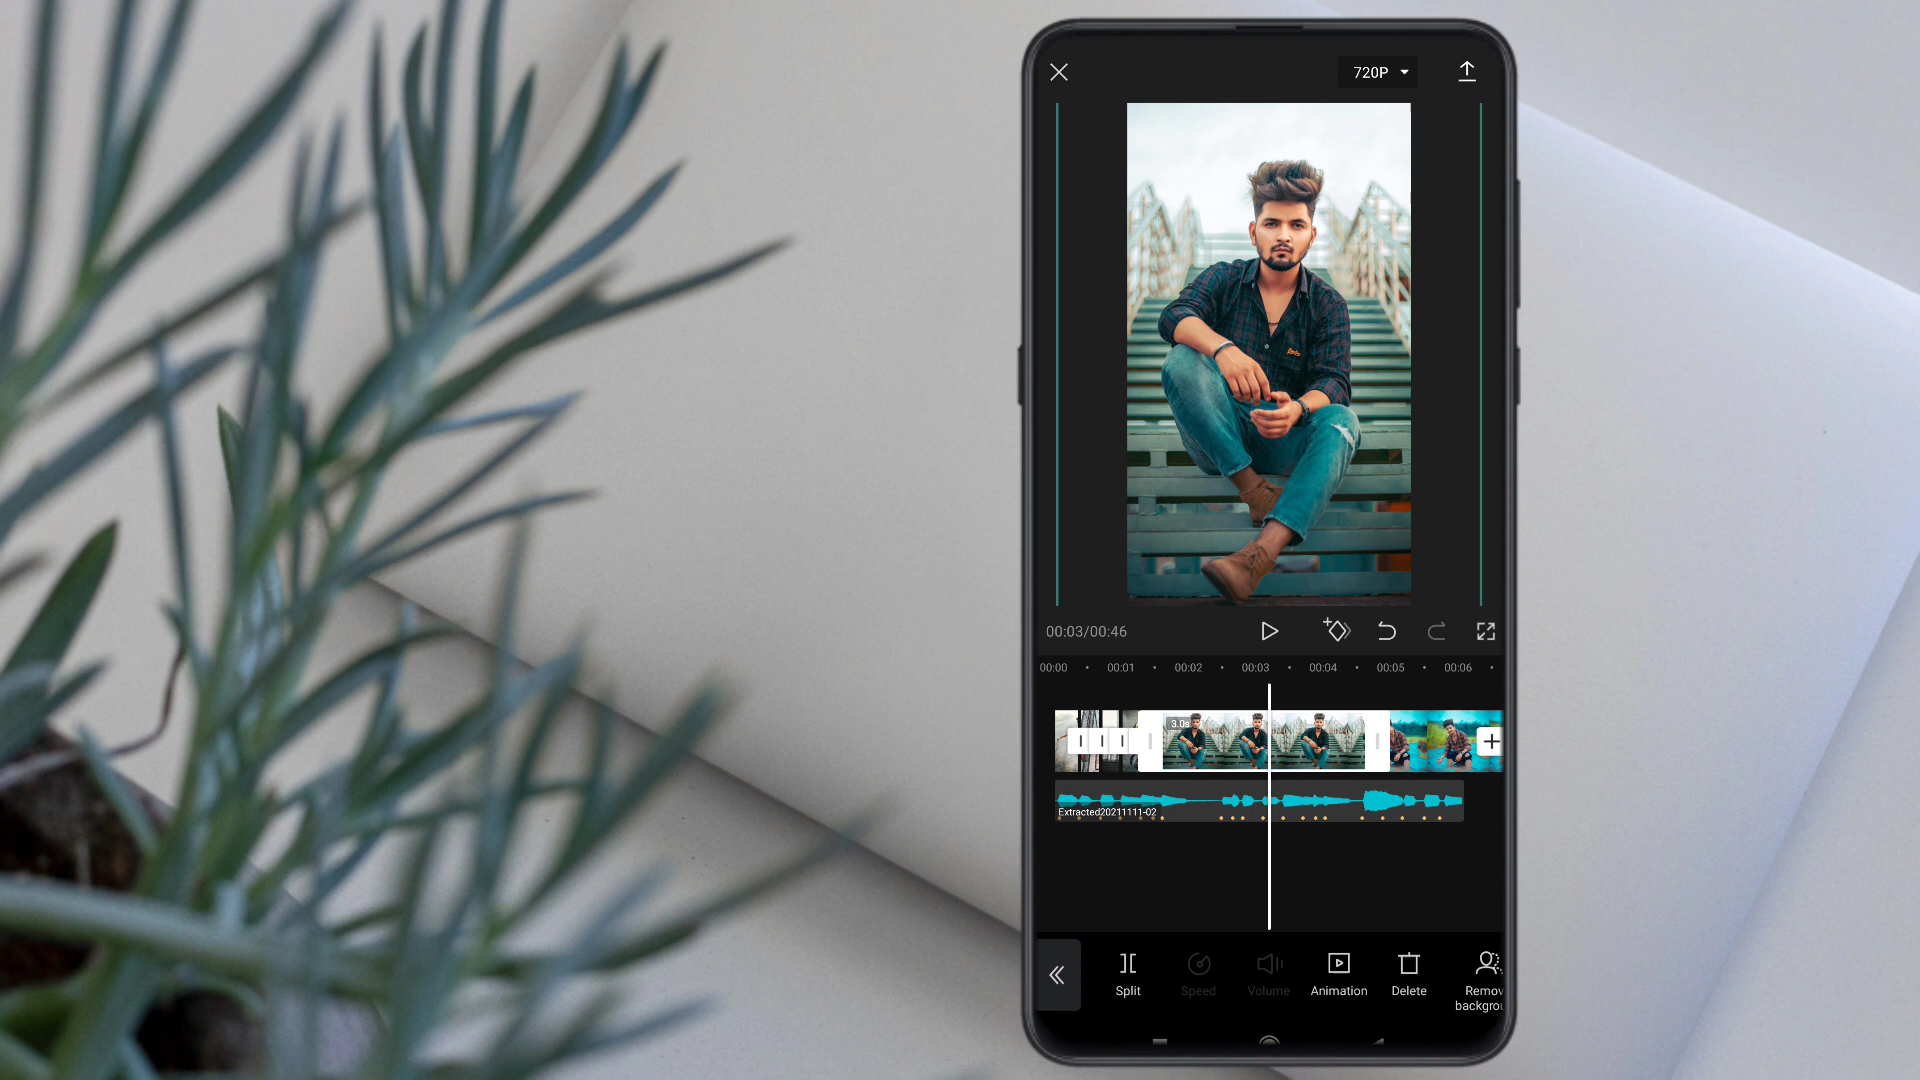 720P
00:03/00:46
00:00 00:01 00:02 00:03 00:04 00:05 00:06
3.0s
Extracted20211111-02
Split
Speed
Volume
Animation
Delete
Remov
backgrou